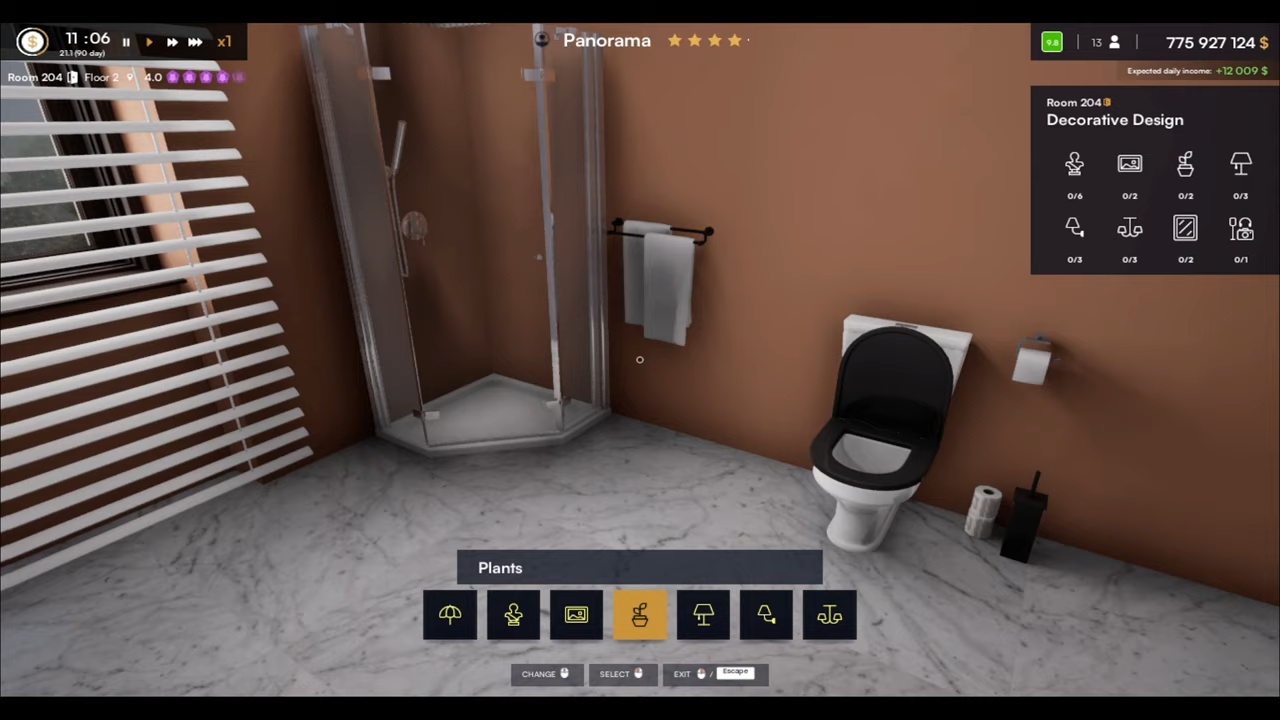 11 :06
x1
21.1 (90 day)
Room 204 Floor 2 4.0
Panorama
9.8 13 775 927 124 $
Expected daily income: +12 009 $
Room 204
Decorative Design
0/6 0/2 0/2 0/3
0/3 0/3 0/2 0/1
Plants
CHANGE SELECT EXIT / Escape